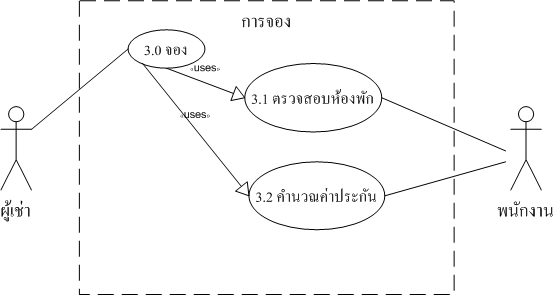 การจอง
3.0 จอง
«uses»
3.1 ตรวจสอบห้องพัก
«uses»
3.2 คำนวณค่าประกัน
ผู้เช่า
พนักงาน